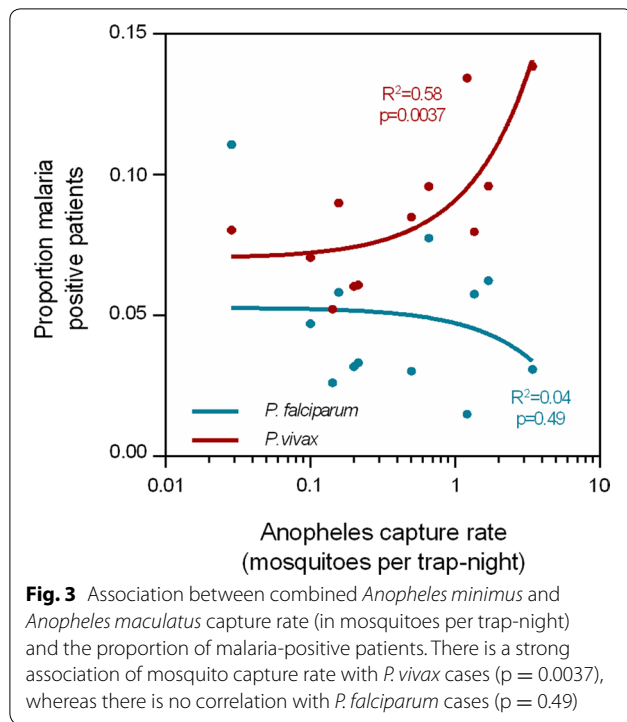 0.15
R²=0.58
p=0.0037
0.10
Proportion malaria
positive patients
0.05
R²=0.04
p=0.49
P. falciparum
P.vivax
0.00
0.01
0.1
1
10
Anopheles capture rate
(mosquitoes per trap-night)
Fig. 3 Association between combined Anopheles minimus and
Anopheles maculatus capture rate (in mosquitoes per trap-night)
and the proportion of malaria-positive patients. There is a strong
association of mosquito capture rate with P. vivax cases (p = 0.0037),
whereas there is no correlation with P. falciparum cases (p = 0.49)